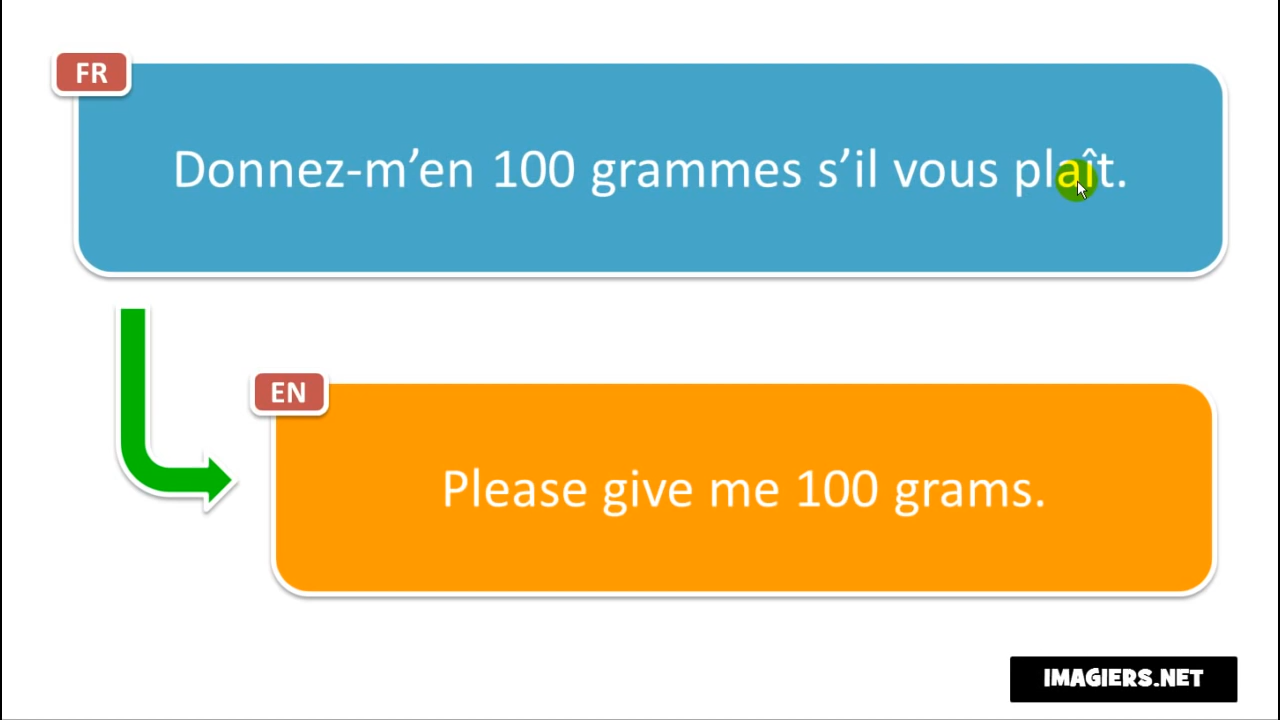 FR
Donnez-m’en 100 grammes s’il vous plaît.
EN
Please give me 100 grams.
IMAGIERS.NET